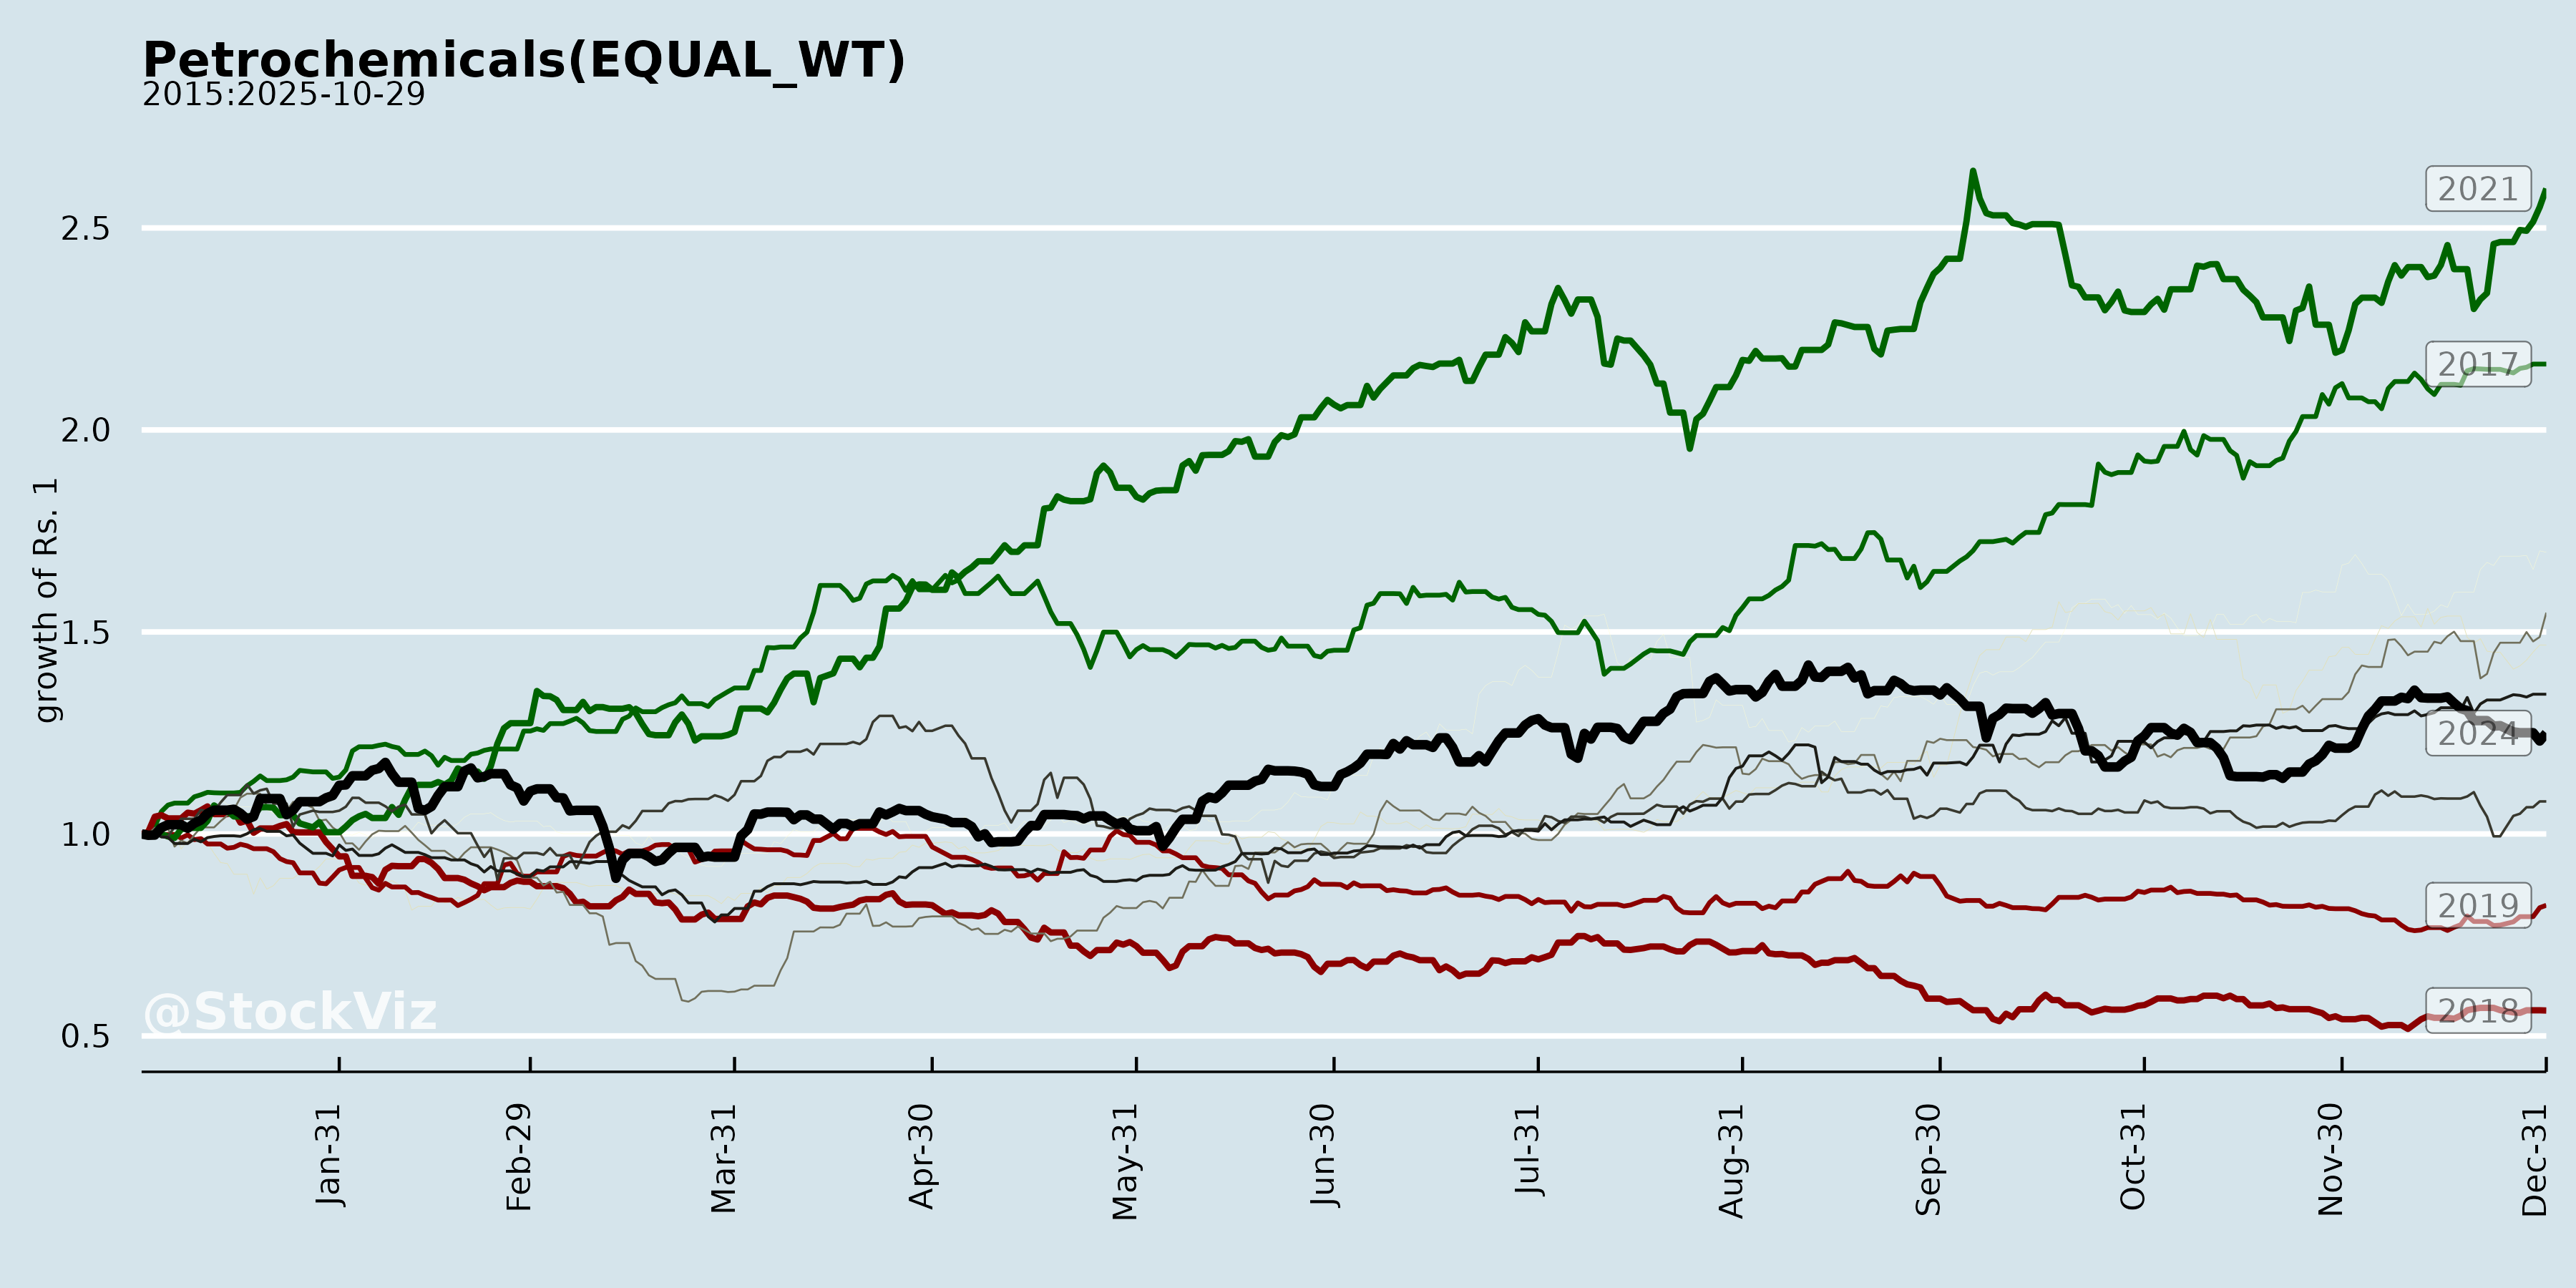 Petrochemicals(EQUAL_WT)
2015:2025-10-29
growth of Rs. 1
2.5
2.0
1.5
1.0
0.5
2021
2017
2024
2019
2018
@StockViz
Jan-31
Feb-29
Mar-31
Apr-30
May-31
Jun-30
Jul-31
Aug-31
Sep-30
Oct-31
Nov-30
Dec-31